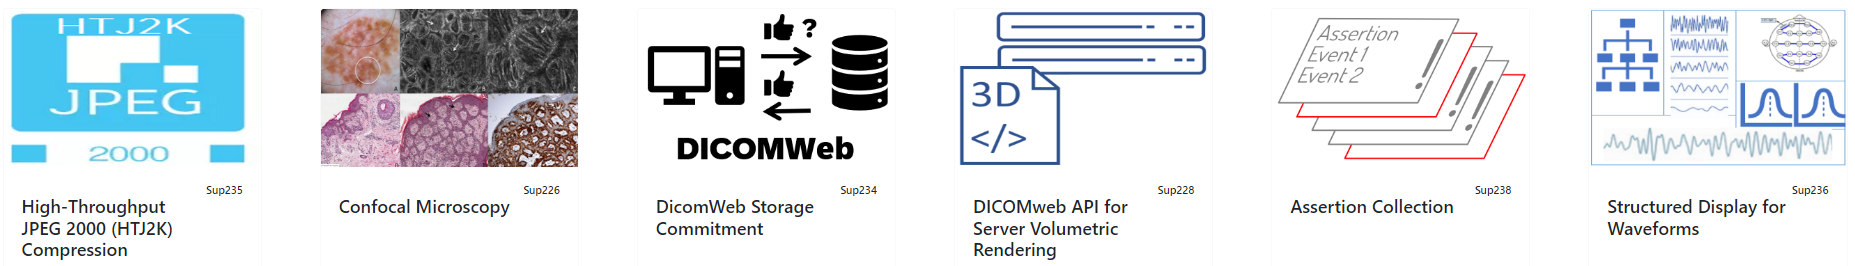 HTJ2K
JPEG
2000
Sup235
High-Throughput
JPEG 2000 (HTJ2K)
Compression
Sup226
Confocal Microscopy
?
DICOMWeb
Sup234
DicomWeb Storage
Commitment
3D
</>
Sup228
DICOMweb API for
Server Volumetric
Rendering
Assertion
Event 1
Event 2
Sup238
Assertion Collection
Sup236
Structured Display for
Waveforms